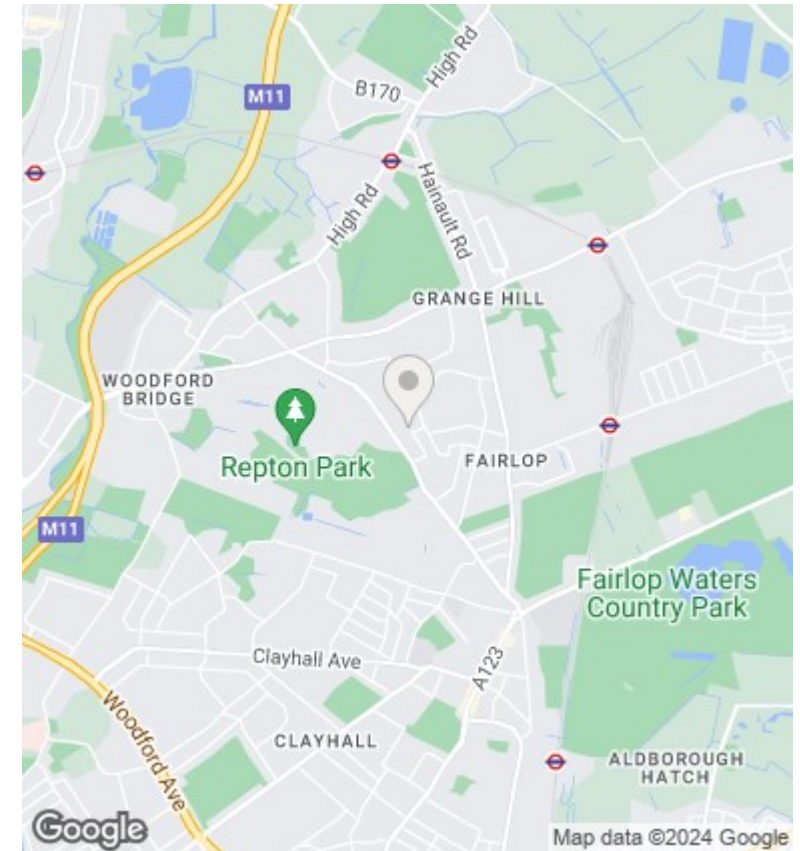 High Rd
B170
M11
High Rd
Hainault Rd
GRANGE HILL
WOODFORD
BRIDGE
Repton Park
FAIRLOP
M11
Fairlop Waters
Country Park
Clayhall Ave
A123
Woodford Ave
CLAYHALL
ALDBOROUGH
HATCH
Google
Map data ©2024 Google